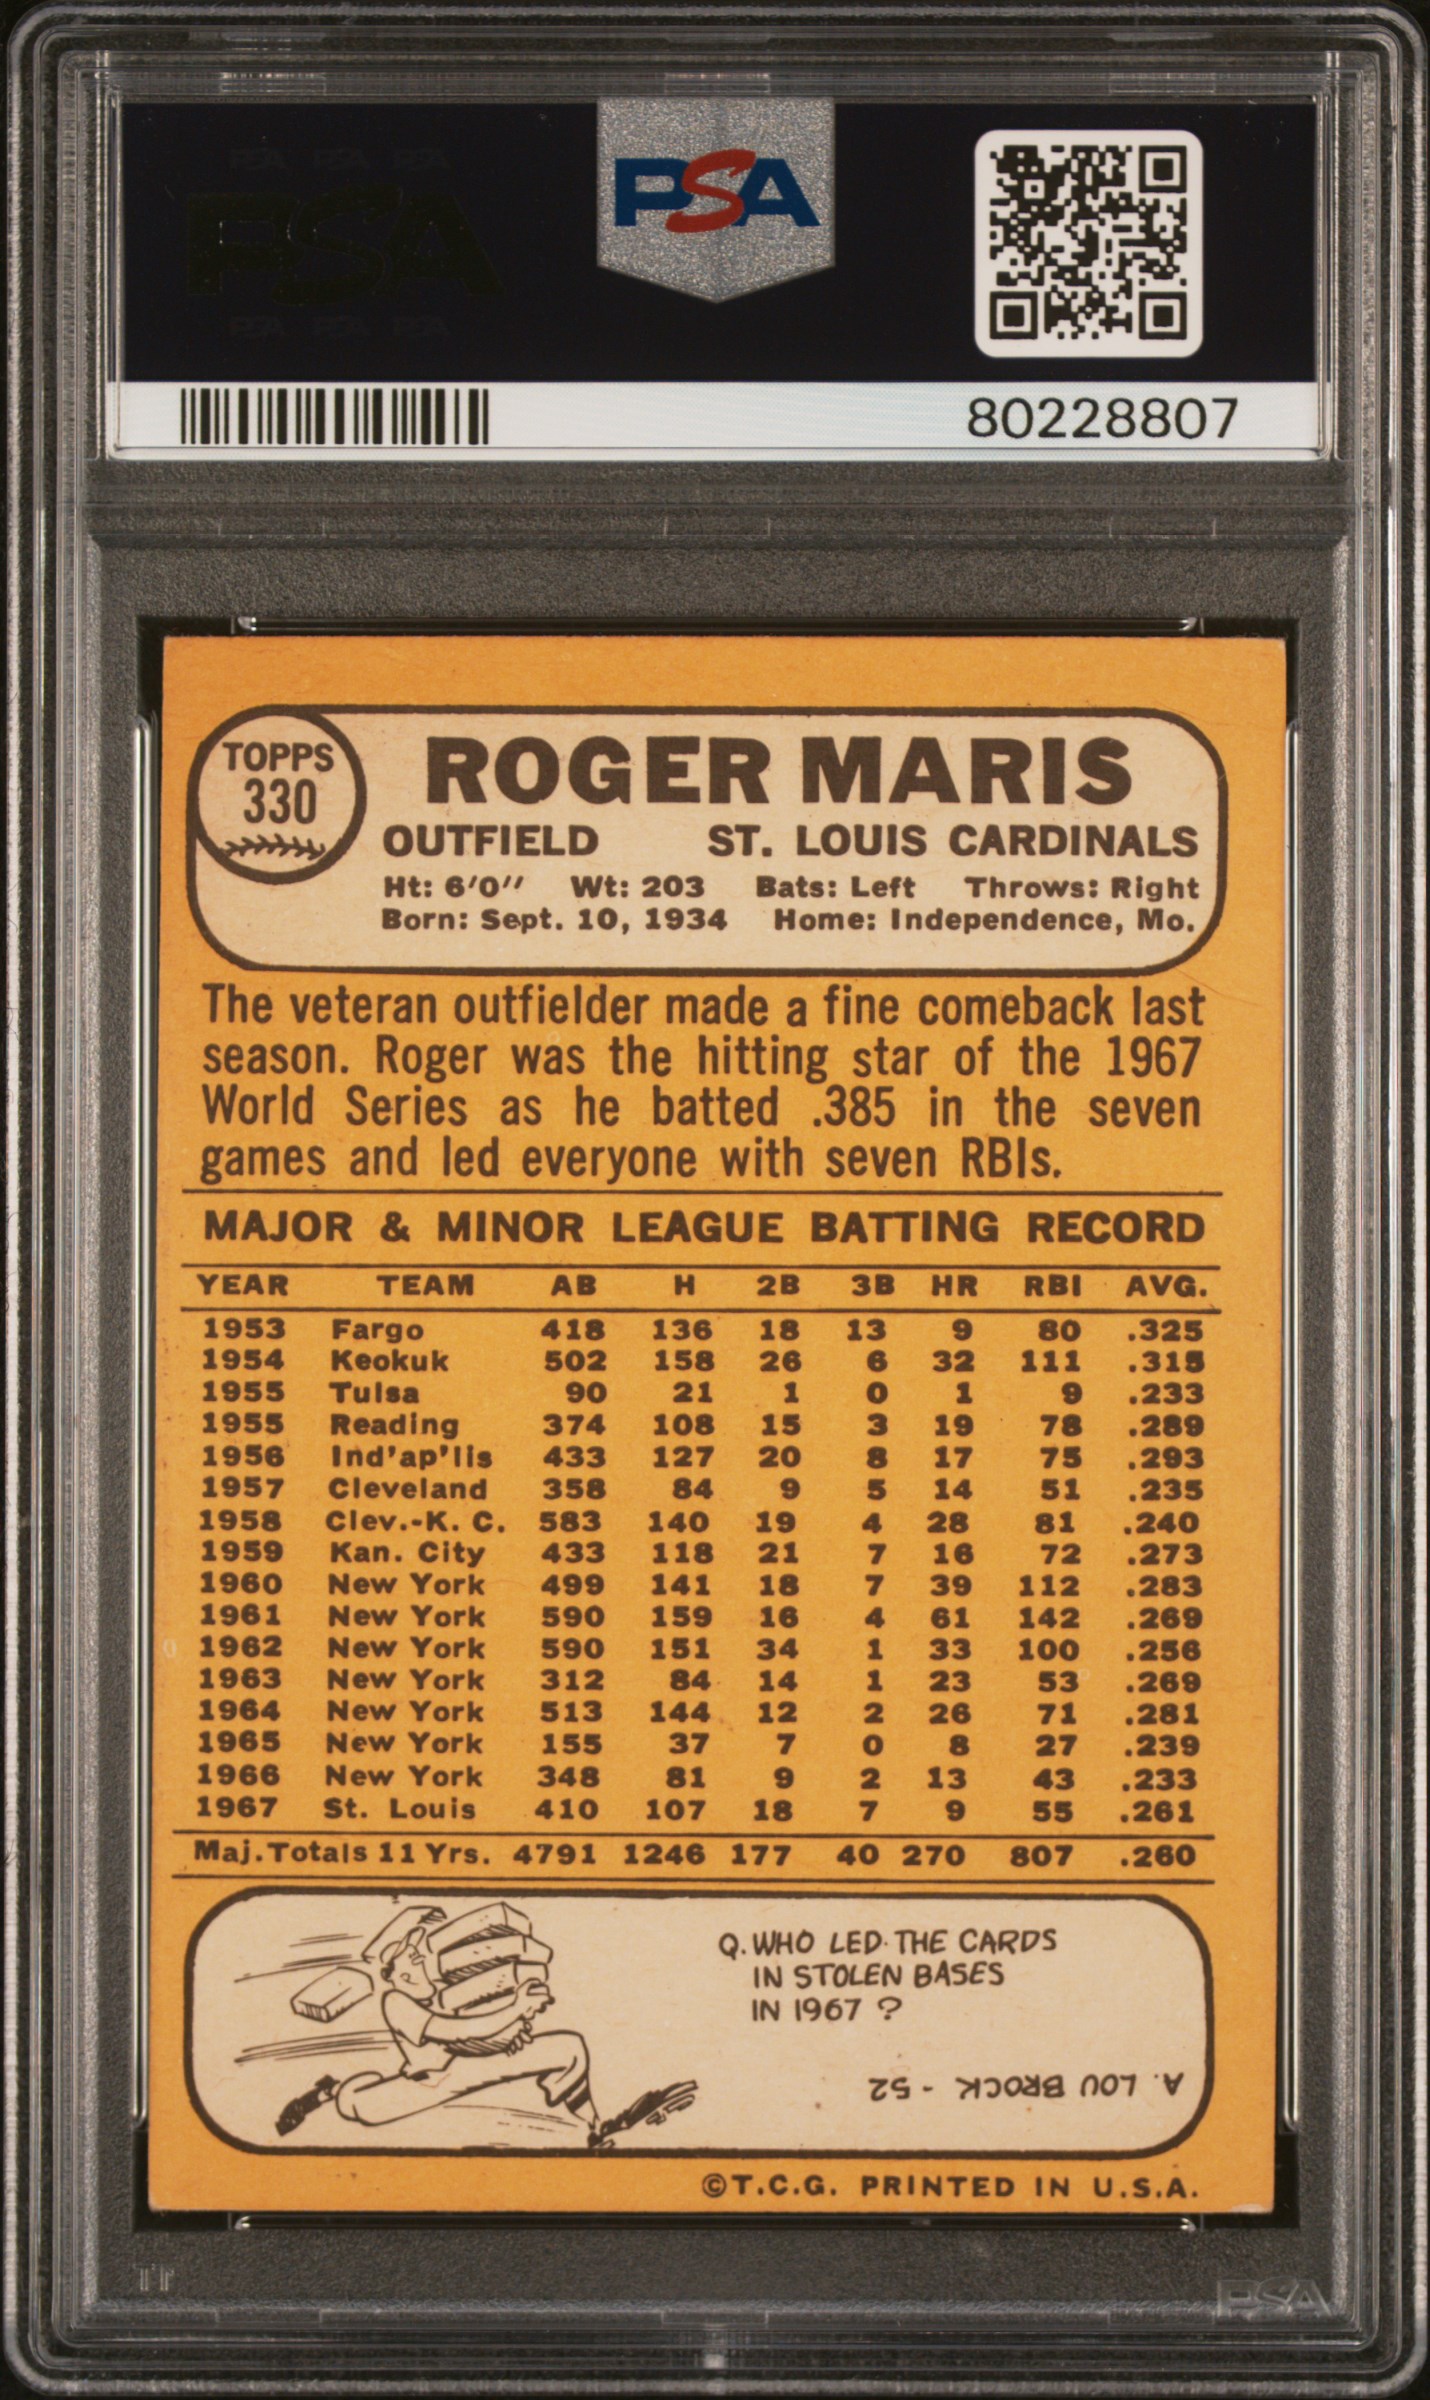 PSA
PSA PSA PSA
PSA
PSA PSA PSA
80228807
TOPPS
330
ROGER MARIS
OUTFIELD ST. LOUIS CARDINALS
Ht: 6'0'' Wt: 203 Bats: Left Throws: Right
Born: Sept. 10, 1934 Home: Independence, Mo.
The veteran outfielder made a fine comeback last
season. Roger was the hitting star of the 1967
World Series as he batted .385 in the seven
games and led everyone with seven RBIs.
MAJOR & MINOR LEAGUE BATTING RECORD
YEAR TEAM AB H 2B 3B HR RBI AVG.
1953 Fargo 418 136 18 13 9 80 .325
1954 Keokuk 502 158 26 6 32 111 .315
1955 Tulsa 90 21 1 0 1 9 .233
1955 Reading 374 108 15 3 19 78 .289
1956 Ind'ap'lis 433 127 20 8 17 75 .293
1957 Cleveland 358 84 9 5 14 51 .235
1958 Clev.-K. C. 583 140 19 4 28 81 .240
1959 Kan. City 433 118 21 7 16 72 .273
1960 New York 499 141 18 7 39 112 .283
1961 New York 590 159 16 4 61 142 .269
1962 New York 590 151 34 1 33 100 .256
1963 New York 312 84 14 1 23 53 .269
1964 New York 513 144 12 2 26 71 .281
1965 New York 155 37 7 0 8 27 .239
1966 New York 348 81 9 2 13 43 .233
1967 St. Louis 410 107 18 7 9 55 .261
Maj. Totals 11 Yrs. 4791 1246 177 40 270 807 .260
Q. WHO LED THE CARDS
IN STOLEN BASES
IN 1967 ?
A. LOU BROCK - 52
©T.C.G. PRINTED IN U.S.A.
TT
PSA